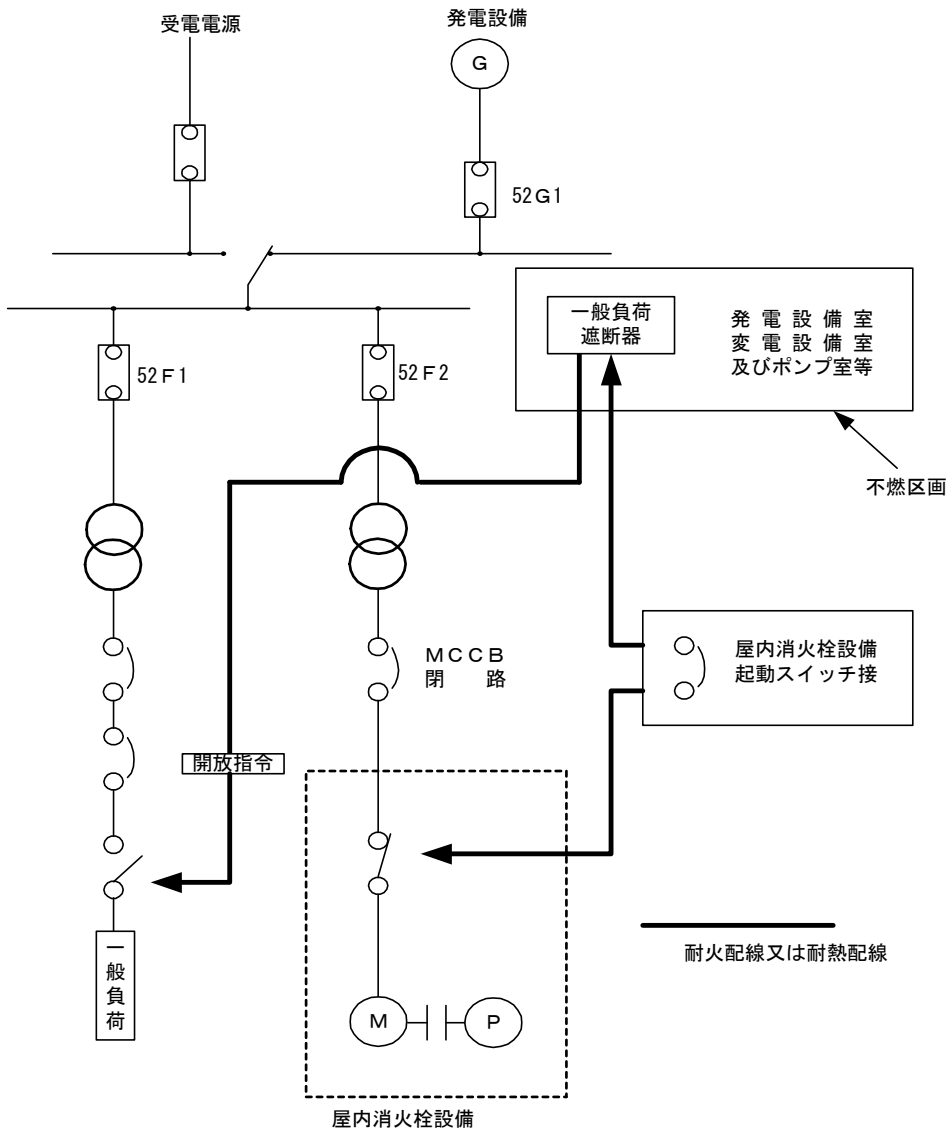 受電電源
発電設備
G
52G1
一般負荷
遮断器
発電設備室
変電設備室
及びポンプ室等
52F1
52F2
不燃区画
MCCB
閉路
屋内消火栓設備
起動スイッチ接
開放指令
一般負荷
耐火配線又は耐熱配線
M
P
屋内消火栓設備